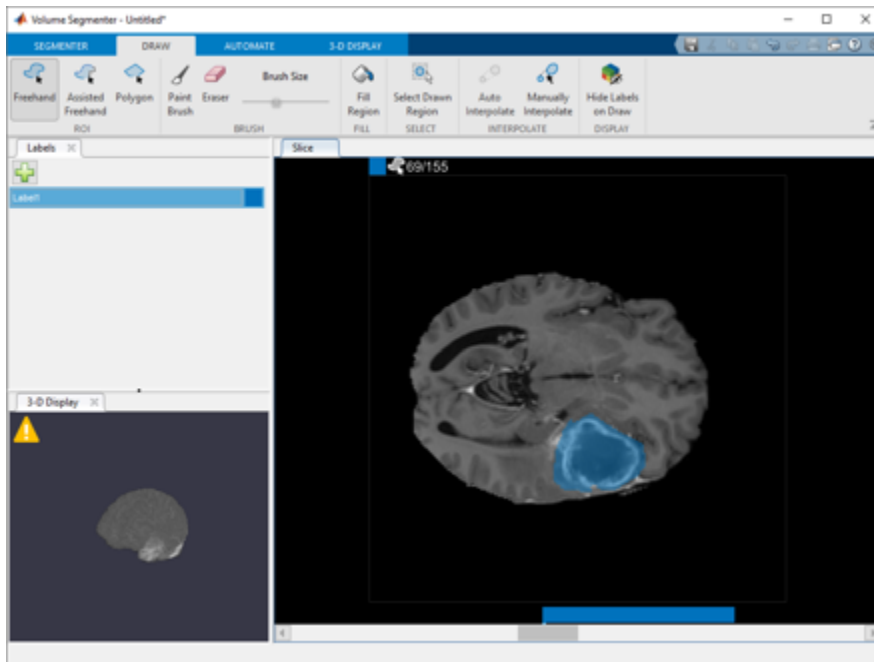 Volume Segmenter - Untitled*
SEGMENTER DRAW AUTOMATE 3-D DISPLAY
Freehand
Assisted Freehand
Polygon
Paint Brush
Eraser
Brush Size
Fill Region
Select Drawn Region
Auto Interpolate
Manually Interpolate
Hide Labels on Draw
ROI BRUSH FILL SELECT INTERPOLATE DISPLAY
Labels
Slice
69/155
Label1
3-D Display